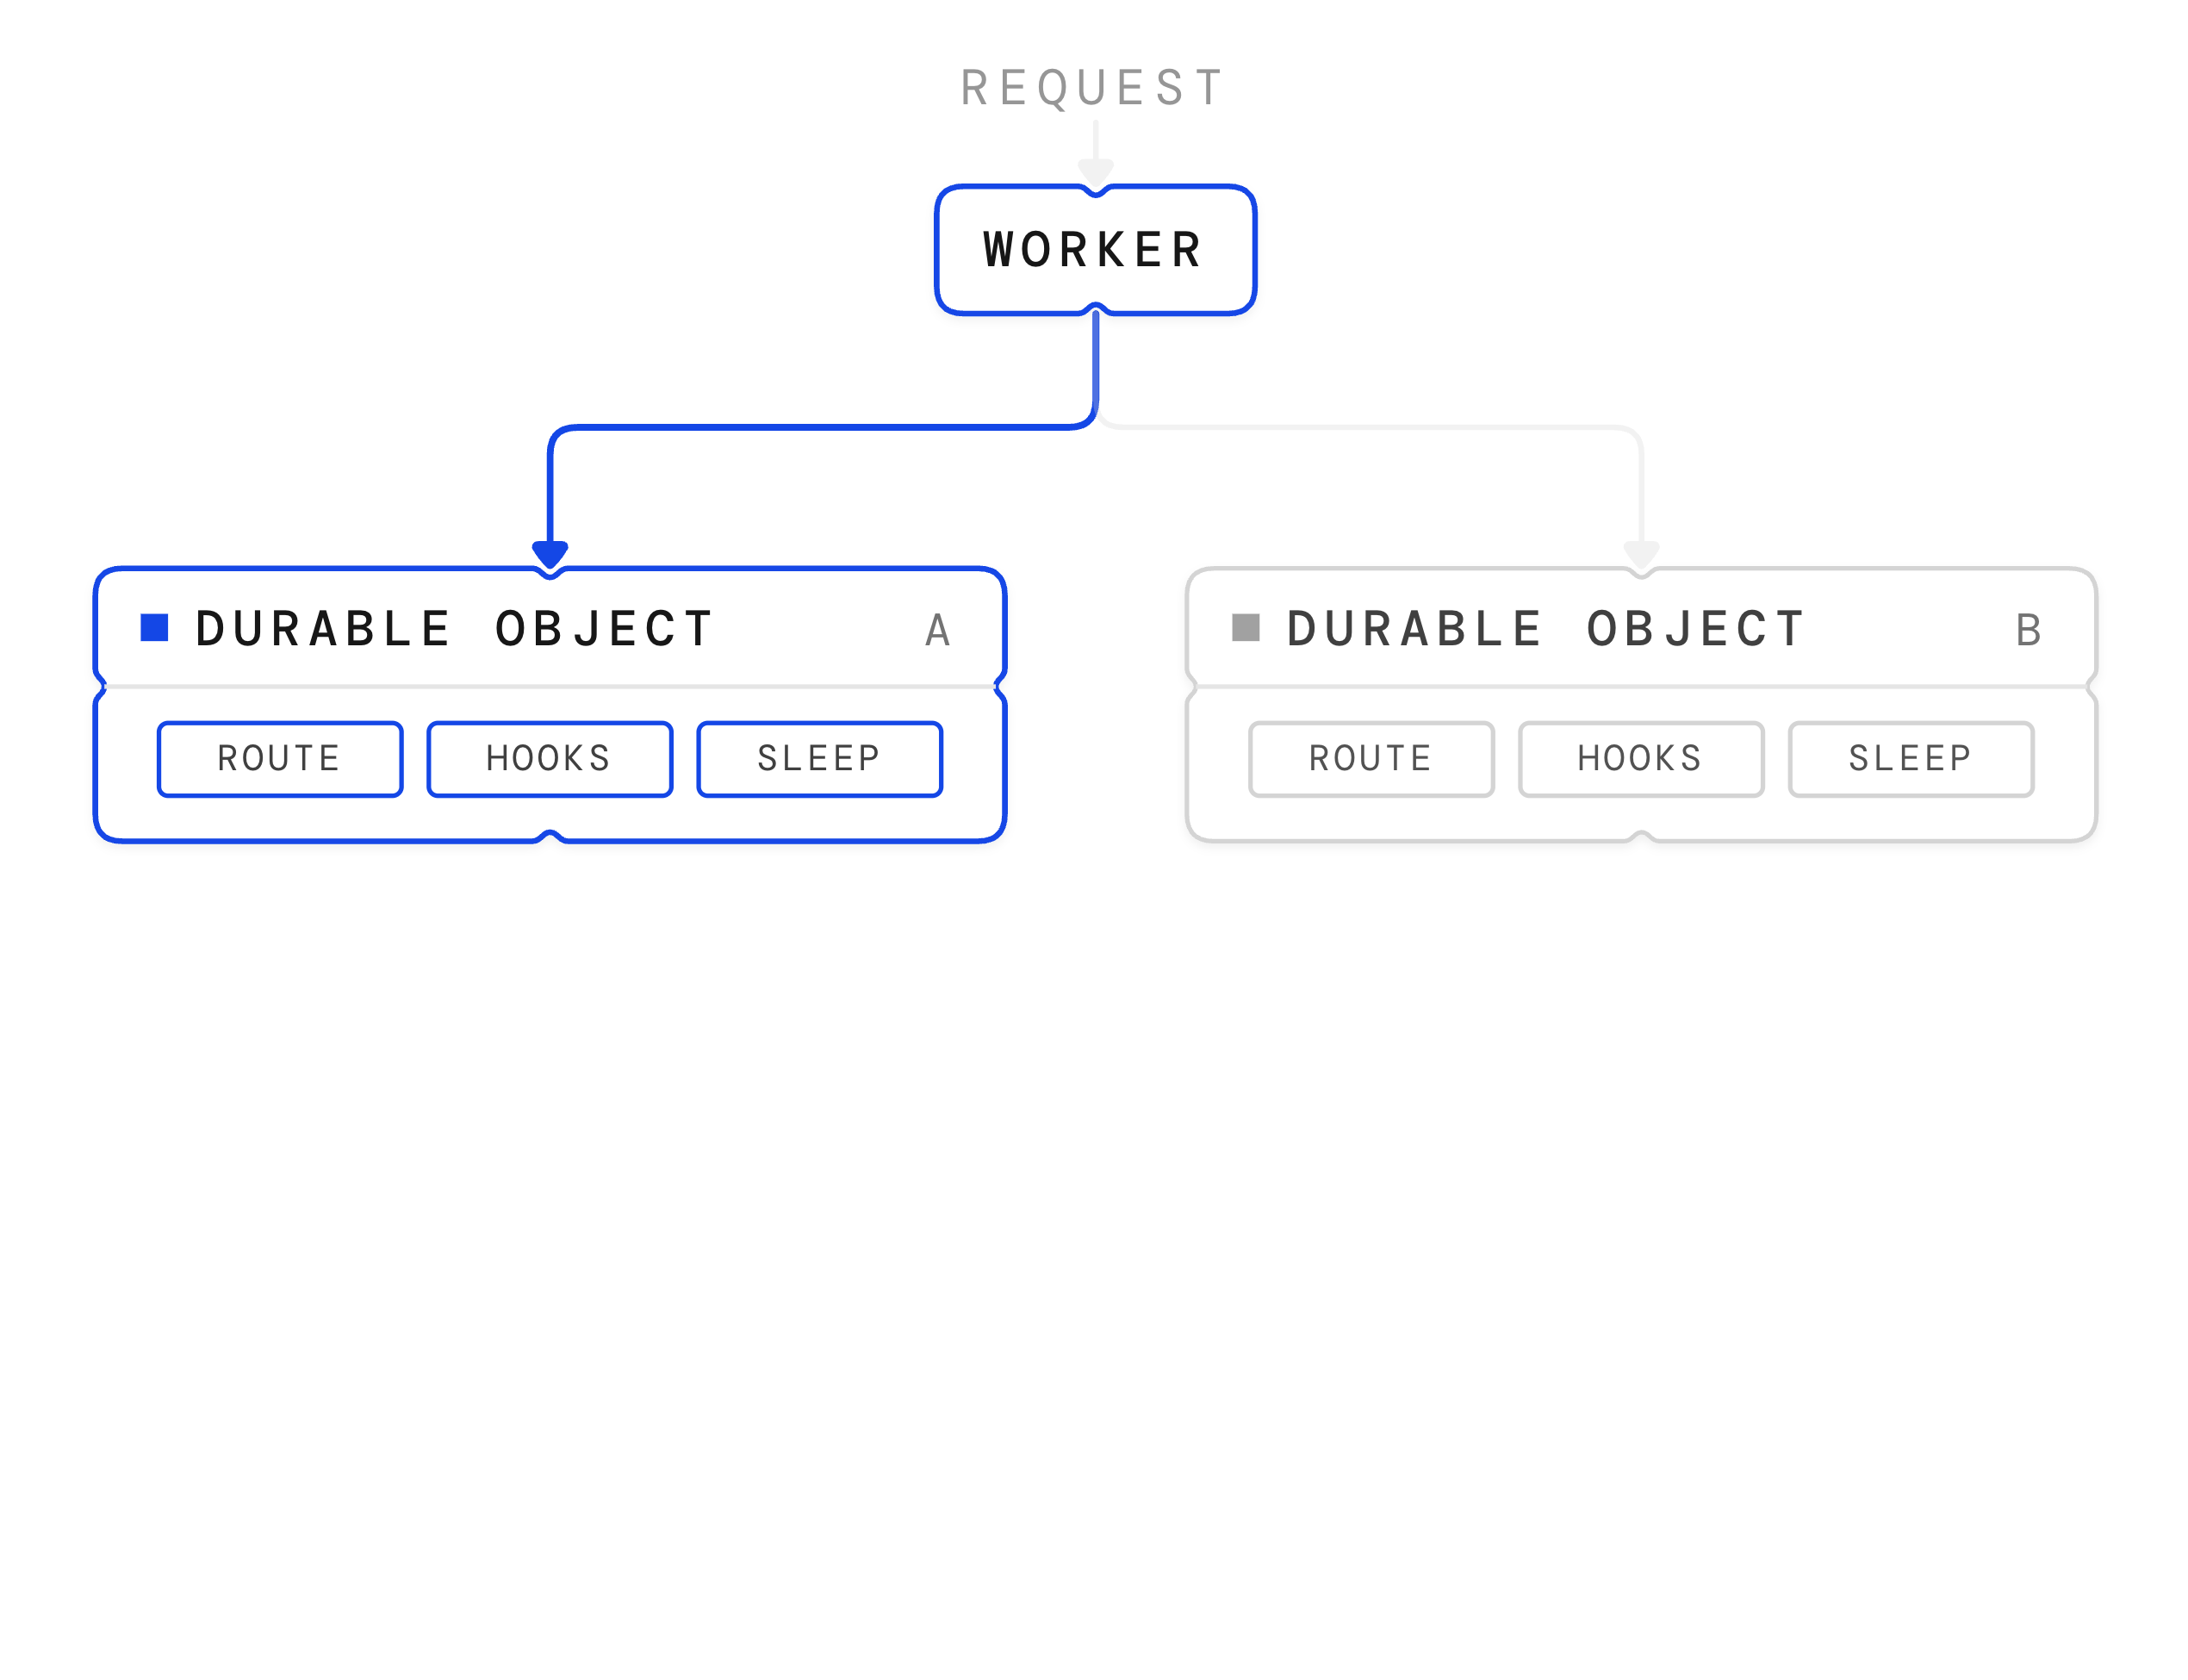 REQUEST
WORKER
DURABLE OBJECT A
ROUTE HOOKS SLEEP
DURABLE OBJECT B
ROUTE HOOKS SLEEP